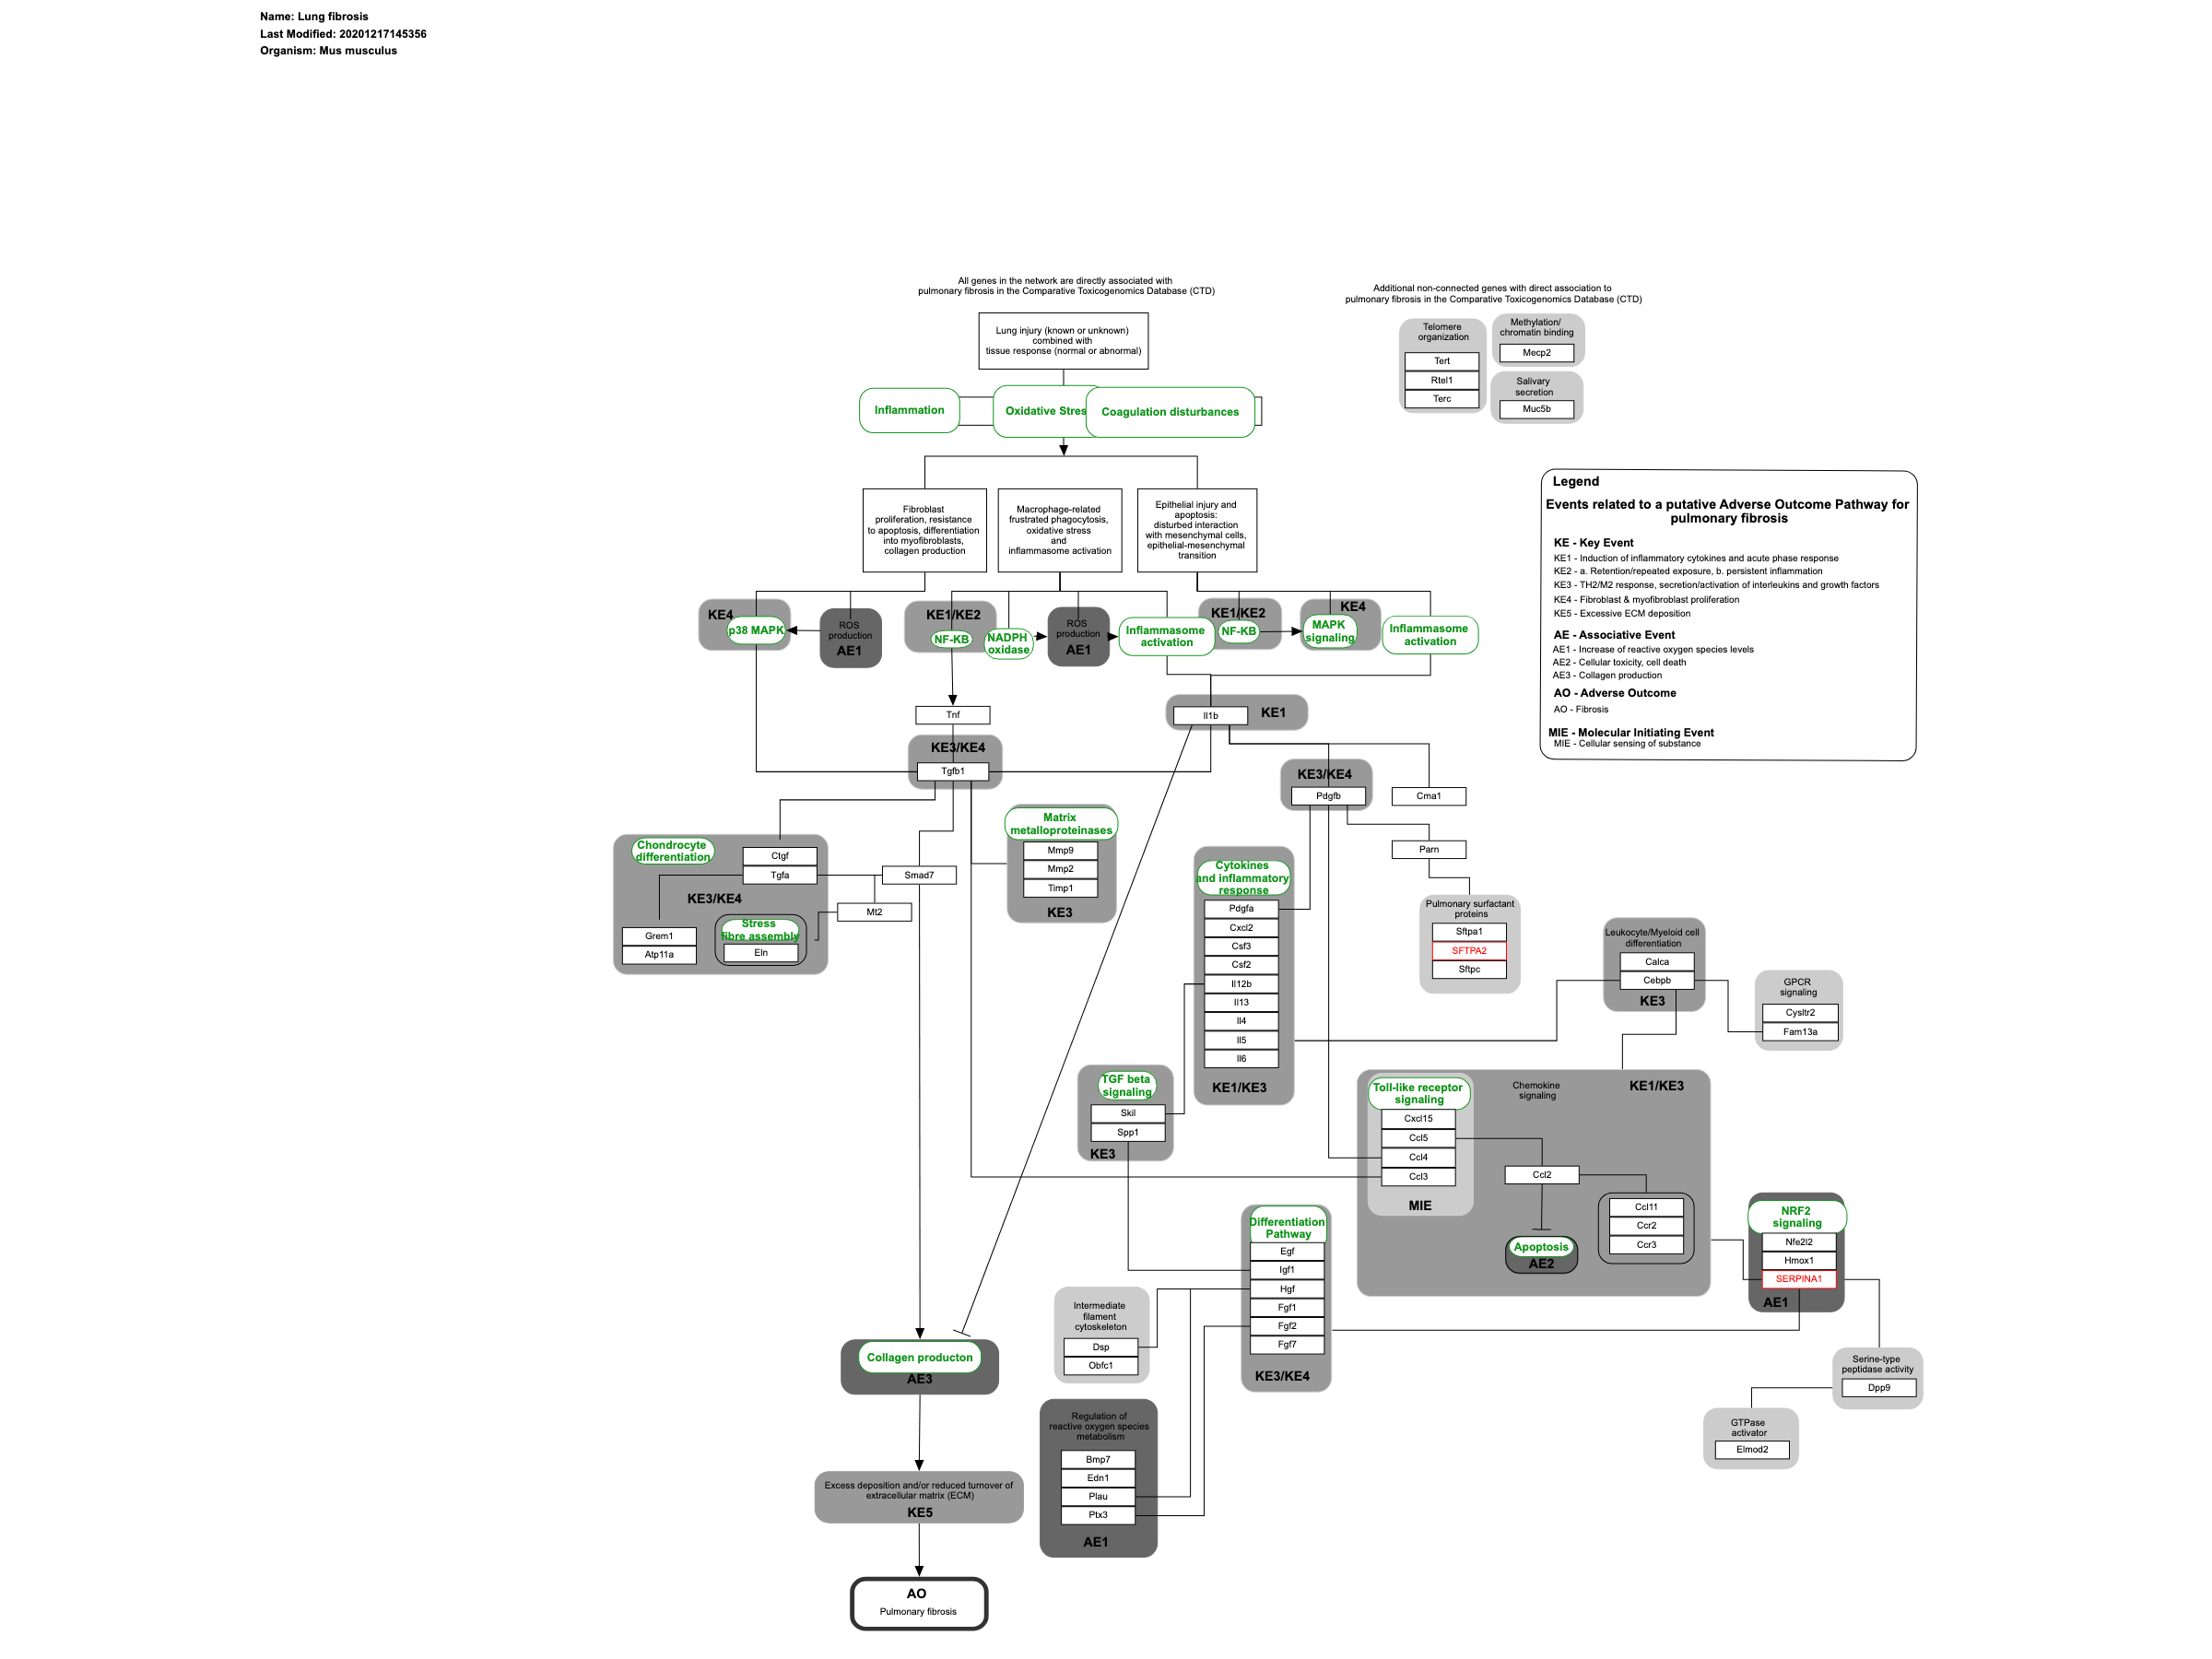 Name: Lung fibrosis
Last Modified: 20201217145356
Organism: Mus musculus
All genes in the network are directly associated with
pulmonary fibrosis in the Comparative Toxicogenomics Database (CTD)
Additional non-connected genes with direct association to
pulmonary fibrosis in the Comparative Toxicogenomics Database (CTD)
Lung injury (known or unknown)
combined with
tissue response (normal or abnormal)
Telomere
organization
Tert
Rtel1
Terc
Methylation/
chromatin binding
Mecp2
Salivary
secretion
Muc5b
Inflammation
Oxidative Stres
Coagulation disturbances
Fibroblast
proliferation, resistance
to apoptosis, differentiation
into myofibroblasts,
collagen production
Macrophage-related
frustrated phagocytosis,
oxidative stress
and
inflammasome activation
Epithelial injury and
apoptosis:
disturbed interaction
with mesenchymal cells,
epithelial-mesenchymal
transition
Legend
Events related to a putative Adverse Outcome Pathway for
pulmonary fibrosis
KE - Key Event
KE1 - Induction of inflammatory cytokines and acute phase response
KE2 - a. Retention/repeated exposure, b. persistent inflammation
KE3 - TH2/M2 response, secretion/activation of interleukins and growth factors
KE4 - Fibroblast & myofibroblast proliferation
KE5 - Excessive ECM deposition
AE - Associative Event
AE1 - Increase of reactive oxygen species levels
AE2 - Cellular toxicity, cell death
AE3 - Collagen production
AO - Adverse Outcome
AO - Fibrosis
MIE - Molecular Initiating Event
MIE - Cellular sensing of substance
KE4
p38 MAPK
ROS
production
AE1
KE1/KE2
NF-KB
NADPH
oxidase
ROS
production
AE1
Inflammasome
activation
KE1/KE2
NF-KB
KE4
MAPK
signaling
Inflammasome
activation
Tnf
Il1b
KE1
KE3/KE4
Tgfb1
KE3/KE4
Pdgfb
Cma1
Parn
Chondrocyte
differentiation
Ctgf
Tgfa
KE3/KE4
Stress
fibre assembly
Eln
Grem1
Atp11a
Smad7
Mt2
Matrix
metalloproteinases
Mmp9
Mmp2
Timp1
KE3
Cytokines
and inflammatory
response
Pdgfa
Cxcl2
Csf3
Csf2
Il12b
Il13
Il4
Il5
Il6
KE1/KE3
Pulmonary surfactant
proteins
Sftpa1
SFTPA2
Sftpc
Leukocyte/Myeloid cell
differentiation
Calca
Cebpb
KE3
GPCR
signaling
Cysltr2
Fam13a
TGF beta
signaling
Skil
Spp1
KE3
Toll-like receptor
signaling
Cxcl15
Ccl5
Ccl4
Ccl3
MIE
Chemokine
signaling
KE1/KE3
Ccl2
Apoptosis
AE2
Ccl11
Ccr2
Ccr3
NRF2
signaling
Nfe2l2
Hmox1
SERPINA1
AE1
Differentiation
Pathway
Egf
Igf1
Hgf
Fgf1
Fgf2
Fgf7
KE3/KE4
Intermediate
filament
cytoskeleton
Dsp
Obfc1
Collagen producton
AE3
Serine-type
peptidase activity
Dpp9
GTPase
activator
Elmod2
Regulation of
reactive oxygen species
metabolism
Bmp7
Edn1
Plau
Ptx3
AE1
Excess deposition and/or reduced turnover of
extracellular matrix (ECM)
KE5
AO
Pulmonary fibrosis